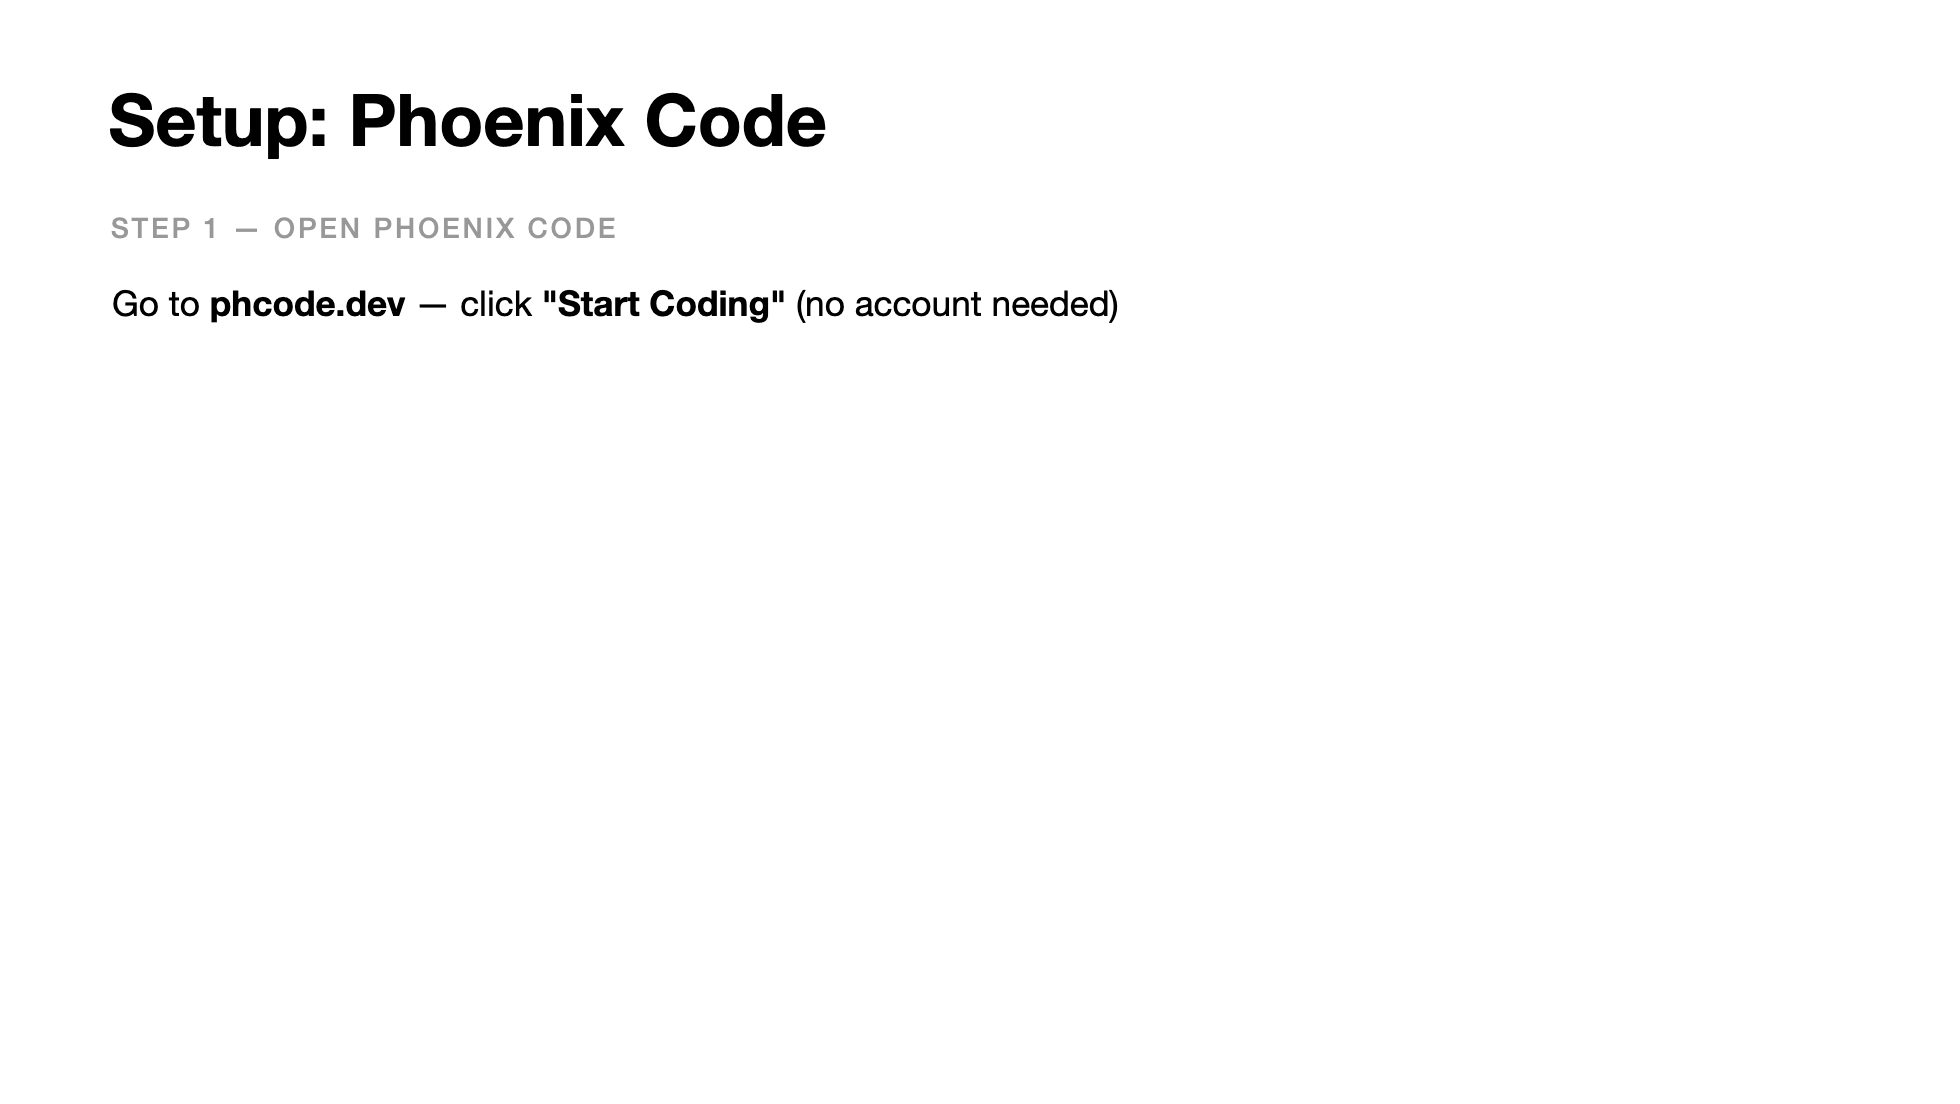 Setup: Phoenix Code
STEP 1 — OPEN PHOENIX CODE
Go to phcode.dev — click "Start Coding" (no account needed)